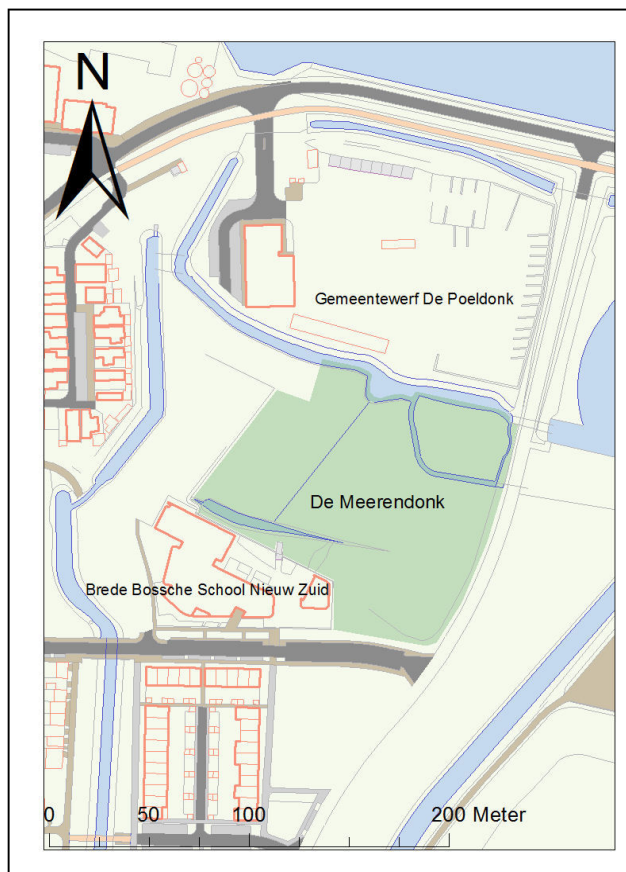 N
Gemeentewerf De Poeldonk
De Meerendonk
Brede Bossche School Nieuw Zuid
0 50 100 200 Meter